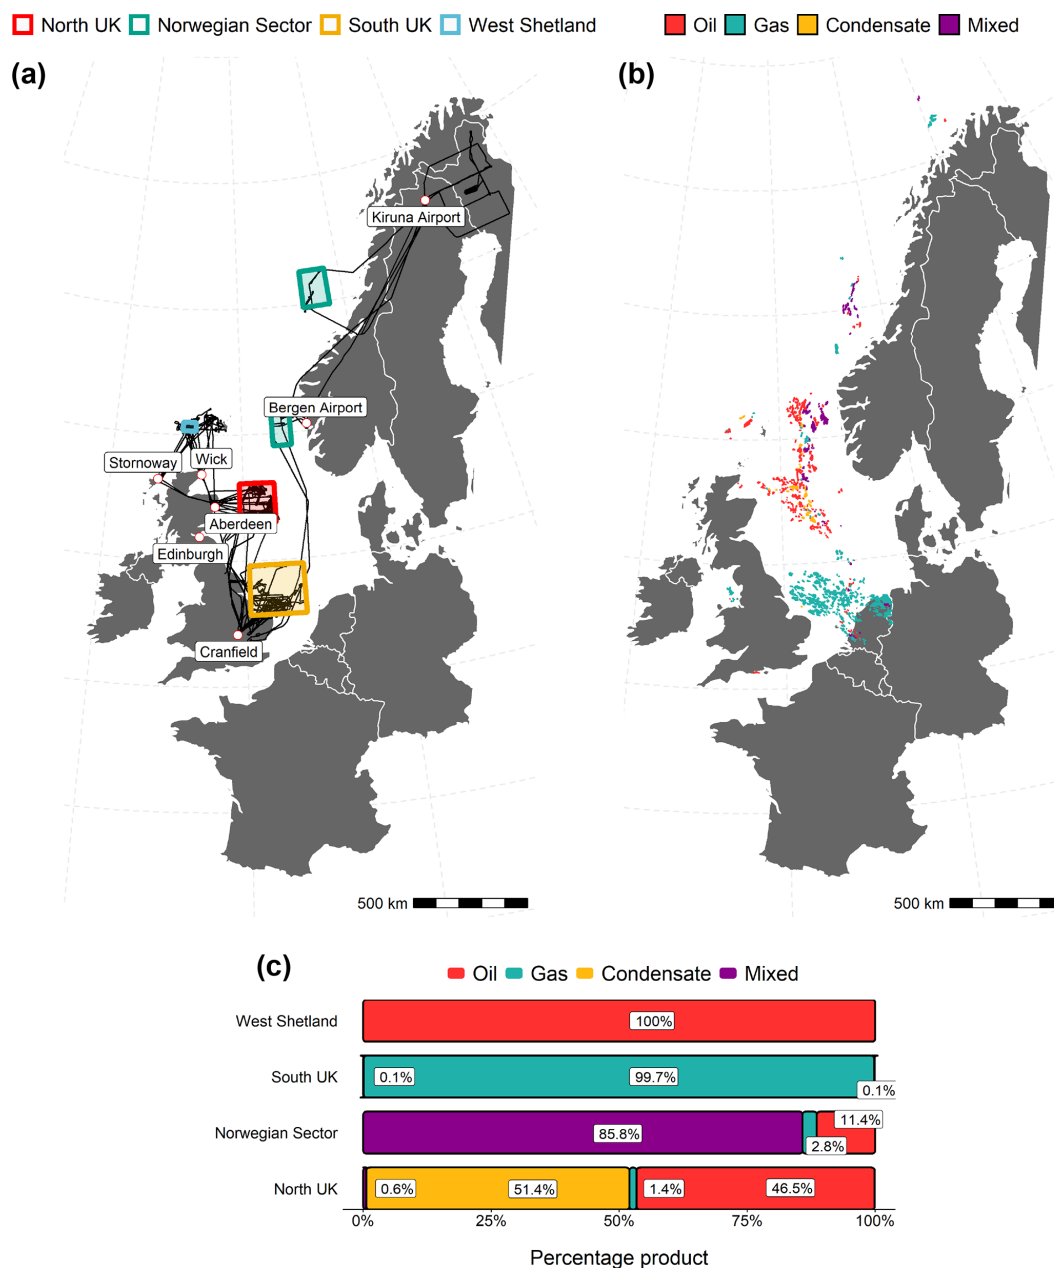 North UK Norwegian Sector South UK West Shetland Oil Gas Condensate Mixed
(a) (b)
Kiruna Airport
Bergen Airport
Stornoway Wick
Aberdeen
Edinburgh
Cranfield
500 km 500 km
(c) Oil Gas Condensate Mixed
West Shetland 100%
South UK 0.1% 99.7% 0.1%
Norwegian Sector 85.8% 2.8% 11.4%
North UK 0.6% 51.4% 1.4% 46.5%
0% 25% 50% 75% 100%
Percentage product